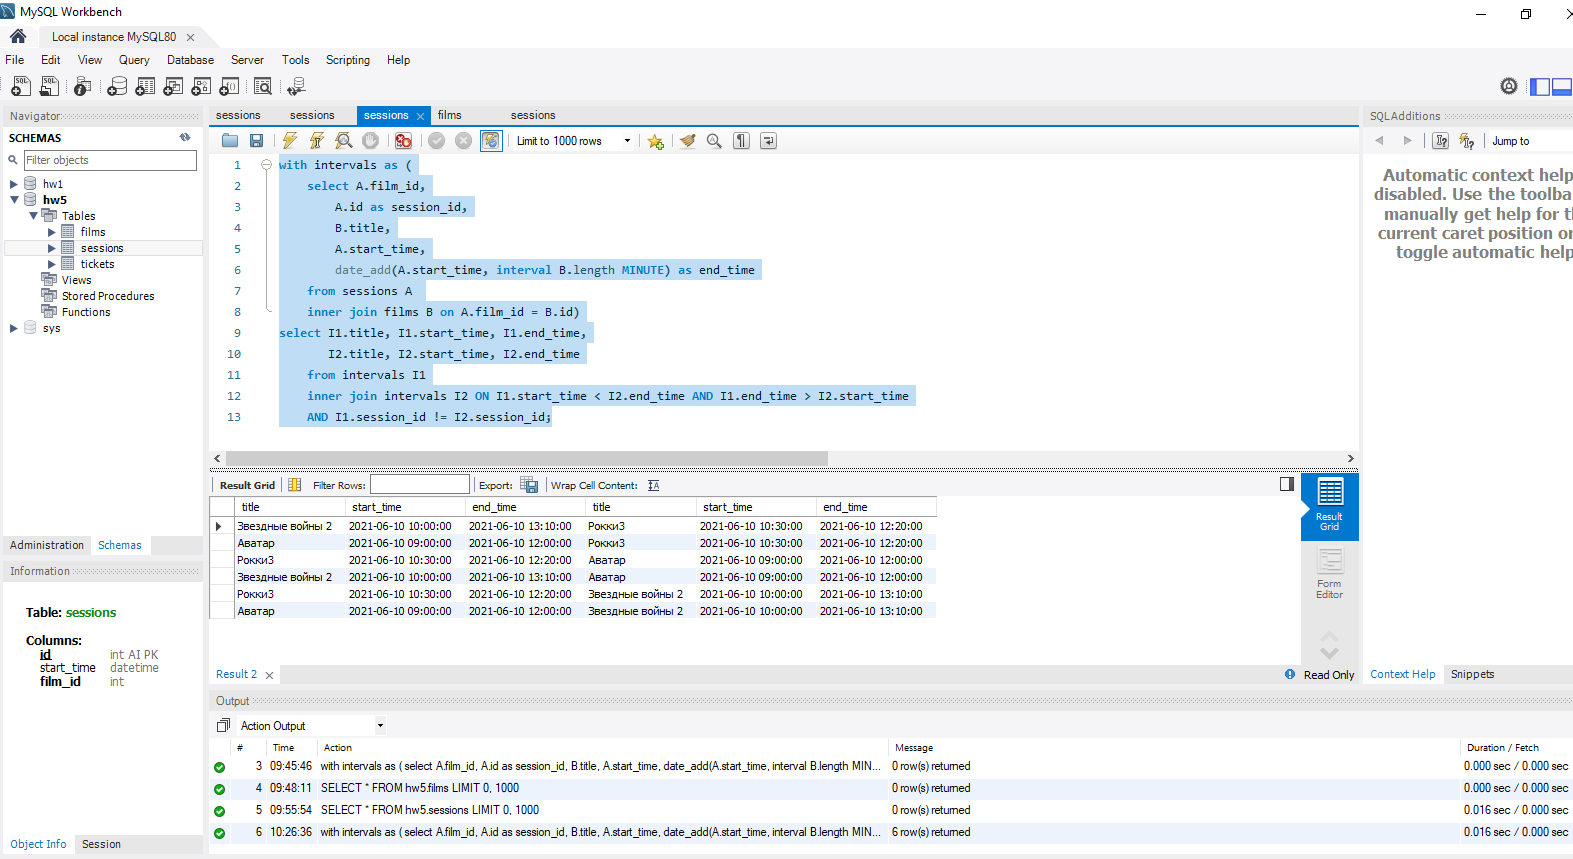 MySQL Workbench
Local instance MySQL80
File Edit View Query Database Server Tools Scripting Help
Navigator
SCHEMAS
Filter objects
hw1
hw5
Tables
films
sessions
tickets
Views
Stored Procedures
Functions
sys
Administration Schemas
Information
Table: sessions
Columns:
id int AI PK
start_time datetime
film_id int
Object Info Session
sessions sessions sessions films sessions
Limit to 1000 rows
1 with intervals as (
2 select A.film_id,
3 A.id as session_id,
4 B.title,
5 A.start_time,
6 date_add(A.start_time, interval B.length MINUTE) as end_time
7 from sessions A
8 inner join films B on A.film_id = B.id)
9 select I1.title, I1.start_time, I1.end_time,
10 I2.title, I2.start_time, I2.end_time
11 from intervals I1
12 inner join intervals I2 ON I1.start_time < I2.end_time AND I1.end_time > I2.start_time
13 AND I1.session_id != I2.session_id;
Result Grid Filter Rows: Export: Wrap Cell Content:
title start_time end_time title start_time end_time
Звездные войны 2 2021-06-10 10:00:00 2021-06-10 13:10:00 Рокки3 2021-06-10 10:30:00 2021-06-10 12:20:00
Аватар 2021-06-10 09:00:00 2021-06-10 12:00:00 Рокки3 2021-06-10 10:30:00 2021-06-10 12:20:00
Рокки3 2021-06-10 10:30:00 2021-06-10 12:20:00 Аватар 2021-06-10 09:00:00 2021-06-10 12:00:00
Звездные войны 2 2021-06-10 10:00:00 2021-06-10 13:10:00 Аватар 2021-06-10 09:00:00 2021-06-10 12:00:00
Рокки3 2021-06-10 10:30:00 2021-06-10 12:20:00 Звездные войны 2 2021-06-10 10:00:00 2021-06-10 13:10:00
Аватар 2021-06-10 09:00:00 2021-06-10 12:00:00 Звездные войны 2 2021-06-10 10:00:00 2021-06-10 13:10:00
Result
Grid
Form
Editor
Result 2
Read Only
SQLAdditions
Jump to
Automatic context help
disabled. Use the toolba
manually get help for t
current caret position or
toggle automatic help
Context Help Snippets
Output
Action Output
# Time Action Message Duration / Fetch
3 09:45:46 with intervals as ( select A.film_id, A.id as session_id, B.title, A.start_time, date_add(A.start_time, interval B.length MIN... 0 row(s) returned 0.000 sec / 0.000 sec
4 09:48:11 SELECT * FROM hw5.films LIMIT 0, 1000 0 row(s) returned 0.000 sec / 0.000 sec
5 09:55:54 SELECT * FROM hw5.sessions LIMIT 0, 1000 0 row(s) returned 0.016 sec / 0.000 sec
6 10:26:36 with intervals as ( select A.film_id, A.id as session_id, B.title, A.start_time, date_add(A.start_time, interval B.length MIN... 6 row(s) returned 0.016 sec / 0.000 sec